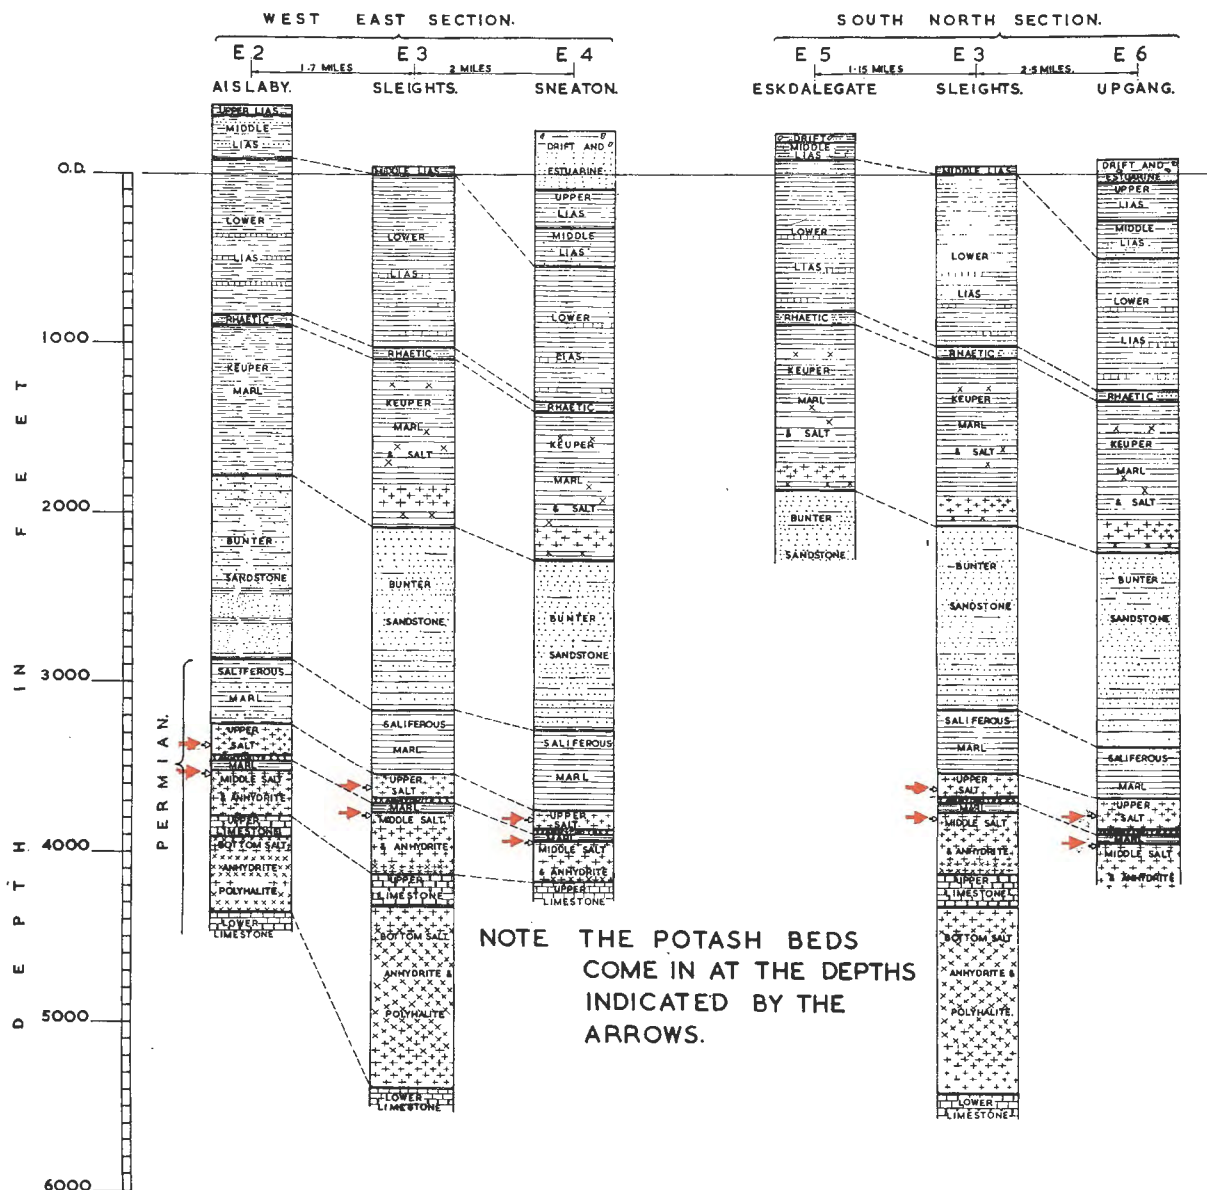 WEST EAST SECTION.
SOUTH NORTH SECTION.
E2 E3 E4 E5 E3 E6
1·7 MILES 2 MILES 1·15 MILES 2·5 MILES.
AISLABY. SLEIGHTS. SNEATON. ESKDALEGATE SLEIGHTS. UPGANG.
O.D.
1000
2000
3000
4000
5000
6000
DEPTH IN FEET
PERMIAN.
UPPER LIAS
MIDDLE
LIAS
LOWER
LIAS
RHAETIC
KEUPER
MARL
BUNTER
SANDSTONE
SALIFEROUS
MARL
UPPER
SALT
ANHYDRITE
MARL
MIDDLE SALT
& ANHYDRITE
UPPER
LIMESTONE
BOTTOM SALT
ANHYDRITE
POLYHALITE
LOWER
LIMESTONE
MIDDLE LIAS
LOWER
LIAS
RHAETIC
KEUPER
MARL
& SALT
BUNTER
SANDSTONE.
SALIFEROUS
MARL
UPPER
SALT
MARL
MIDDLE SALT
& ANHYDRITE
UPPER
LIMESTONE
BOTTOM SALT
ANHYDRITE &
POLYHALITE
LOWER
LIMESTONE
DRIFT AND
ESTUARINE
UPPER
LIAS
MIDDLE
LIAS
LOWER
LIAS
RHAETIC
KEUPER
MARL
& SALT
BUNTER
SANDSTONE
SALIFEROUS
MARL
UPPER
SALT
MARL
MIDDLE SALT
& ANHYDRITE
UPPER
LIMESTONE
DRIFT
MIDDLE
LIAS
LOWER
LIAS
RHAETIC
KEUPER
MARL
& SALT
BUNTER
SANDSTONE
MIDDLE LIAS
LOWER
LIAS
RHAETIC
KEUPER
MARL
& SALT
BUNTER
SANDSTONE
SALIFEROUS
MARL
UPPER
SALT
MARL
MIDDLE SALT
& ANHYDRITE
UPPER
LIMESTONE
BOTTOM SALT
ANHYDRITE &
POLYHALITE
LOWER
LIMESTONE
DRIFT AND
ESTUARINE
UPPER
LIAS
MIDDLE
LIAS
LOWER
LIAS
RHAETIC
KEUPER
MARL
& SALT
BUNTER
SANDSTONE
SALIFEROUS
MARL
UPPER
SALT
MARL
MIDDLE SALT
& ANHYDRITE
NOTE THE POTASH BEDS
COME IN AT THE DEPTHS
INDICATED BY THE
ARROWS.